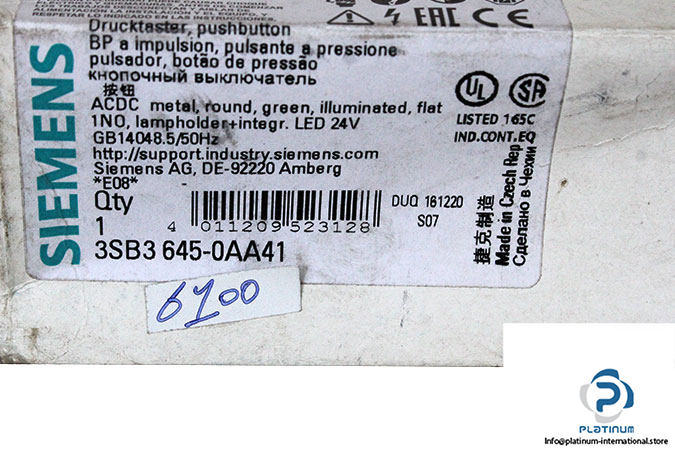 Drucktaster, pushbutton
BP a impulsion, pulsante a pressione
pulsador, botão de pressão
кнопочный выключатель
按钮
ACDC metal, round, green, illuminated, flat
1NO, lampholder+integr. LED 24V
GB14048.5/50Hz
http://support.industry.siemens.com
Siemens AG, DE-92220 Amberg
*E08*
Qty
1
4 011209 523128
DUQ 161220
S07
3SB3 645-0AA41
SIEMENS
EAC
UL
LISTED 165C
IND.CONT.EQ
捷克制造
Made in Czech Rep
Сделано в Чехии
6100
PLATINUM
Info@platinum-international.store